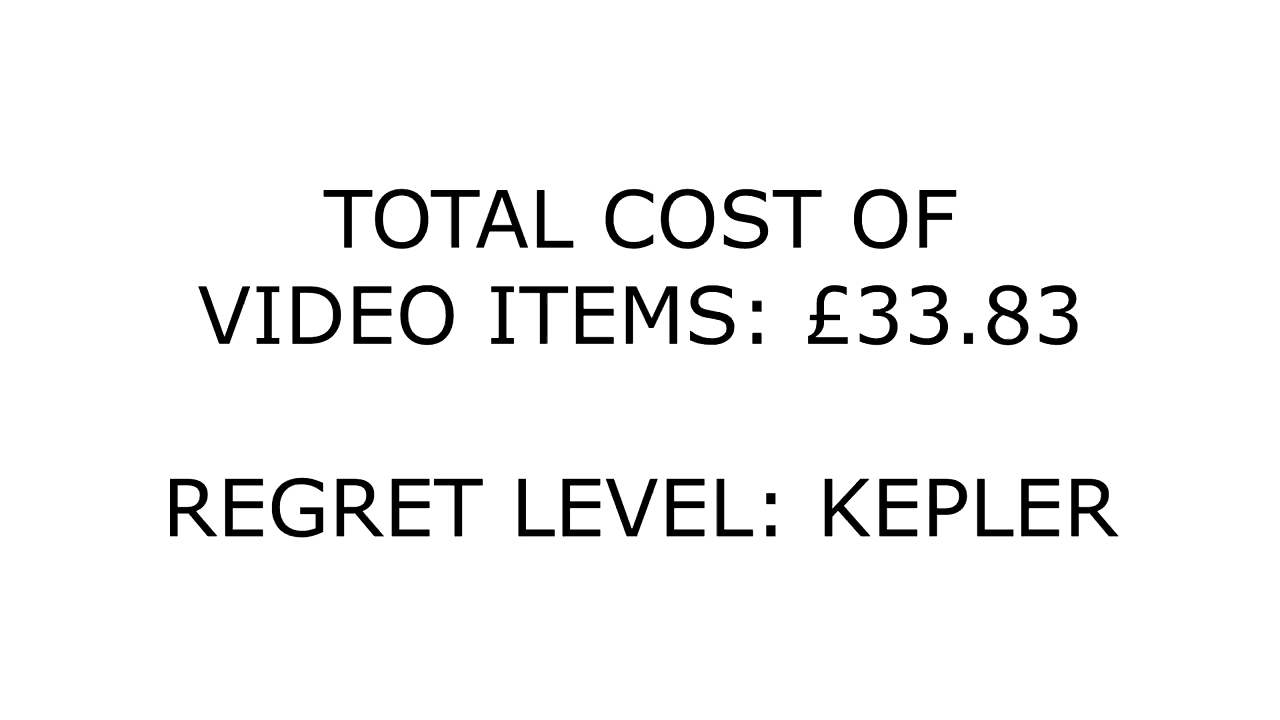 TOTAL COST OF
VIDEO ITEMS: £33.83
REGRET LEVEL: KEPLER